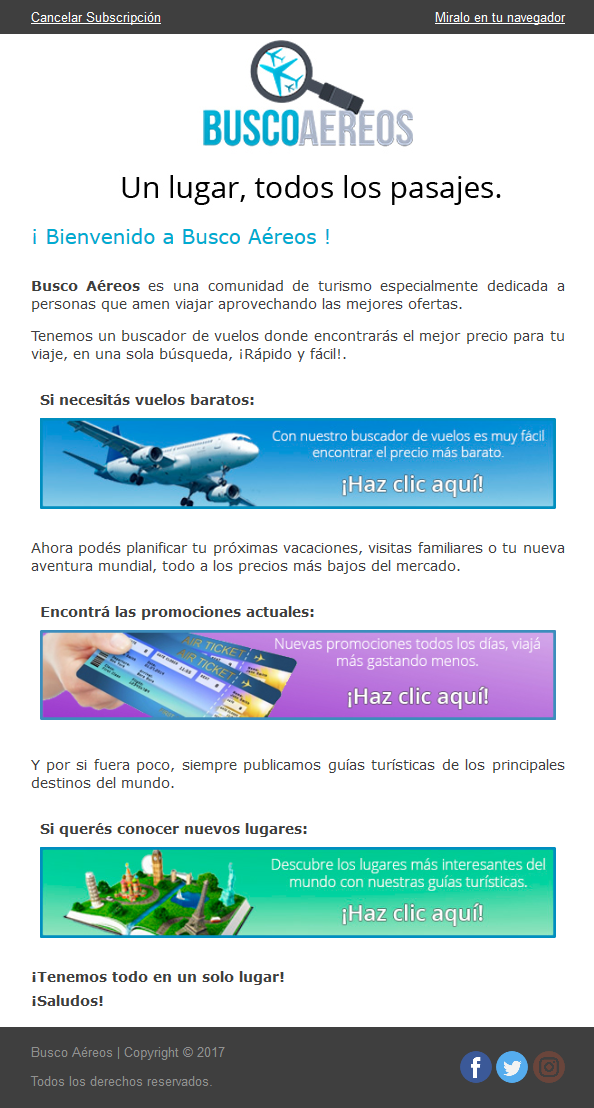 Cancelar Subscripción
Miralo en tu navegador
BUSCOAEREOS
Un lugar, todos los pasajes.
¡ Bienvenido a Busco Aéreos !
Busco Aéreos es una comunidad de turismo especialmente dedicada a
personas que amen viajar aprovechando las mejores ofertas.
Tenemos un buscador de vuelos donde encontrarás el mejor precio para tu
viaje, en una sola búsqueda, ¡Rápido y fácil!.
Si necesitás vuelos baratos:
Con nuestro buscador de vuelos es muy fácil
encontrar el precio más barato.
¡Haz clic aquí!
Ahora podés planificar tu próximas vacaciones, visitas familiares o tu nueva
aventura mundial, todo a los precios más bajos del mercado.
Encontrá las promociones actuales:
AIR TICKET
AIR TICKET
Nuevas promociones todos los días, viajá
más gastando menos.
¡Haz clic aquí!
Y por si fuera poco, siempre publicamos guías turísticas de los principales
destinos del mundo.
Si querés conocer nuevos lugares:
Descubre los lugares más interesantes del
mundo con nuestras guías turísticas.
¡Haz clic aquí!
¡Tenemos todo en un solo lugar!
¡Saludos!
Busco Aéreos | Copyright © 2017
Todos los derechos reservados.